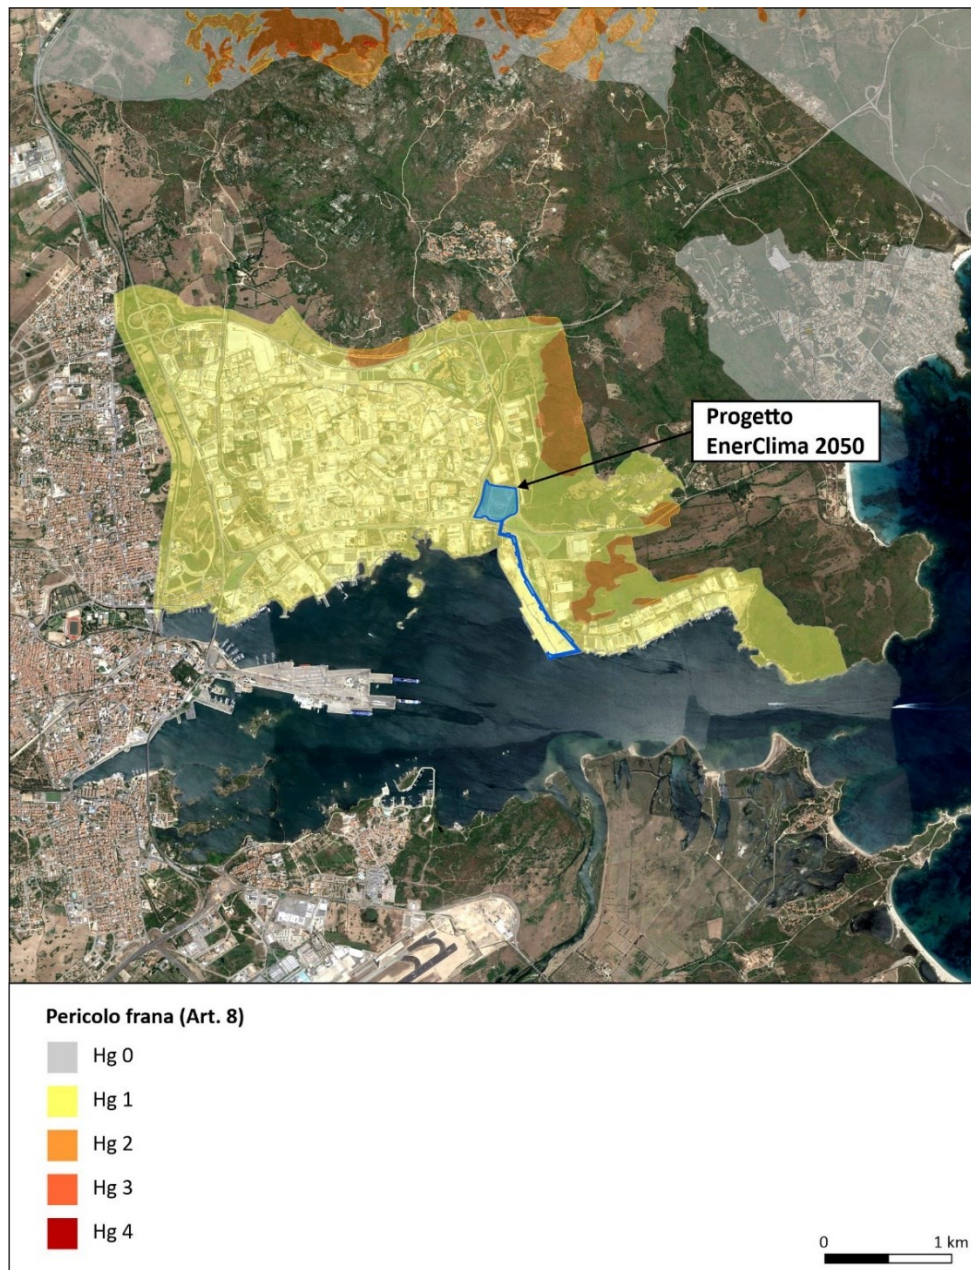 Progetto
EnerClima 2050
Pericolo frana (Art. 8)
Hg 0
Hg 1
Hg 2
Hg 3
Hg 4
0 1 km